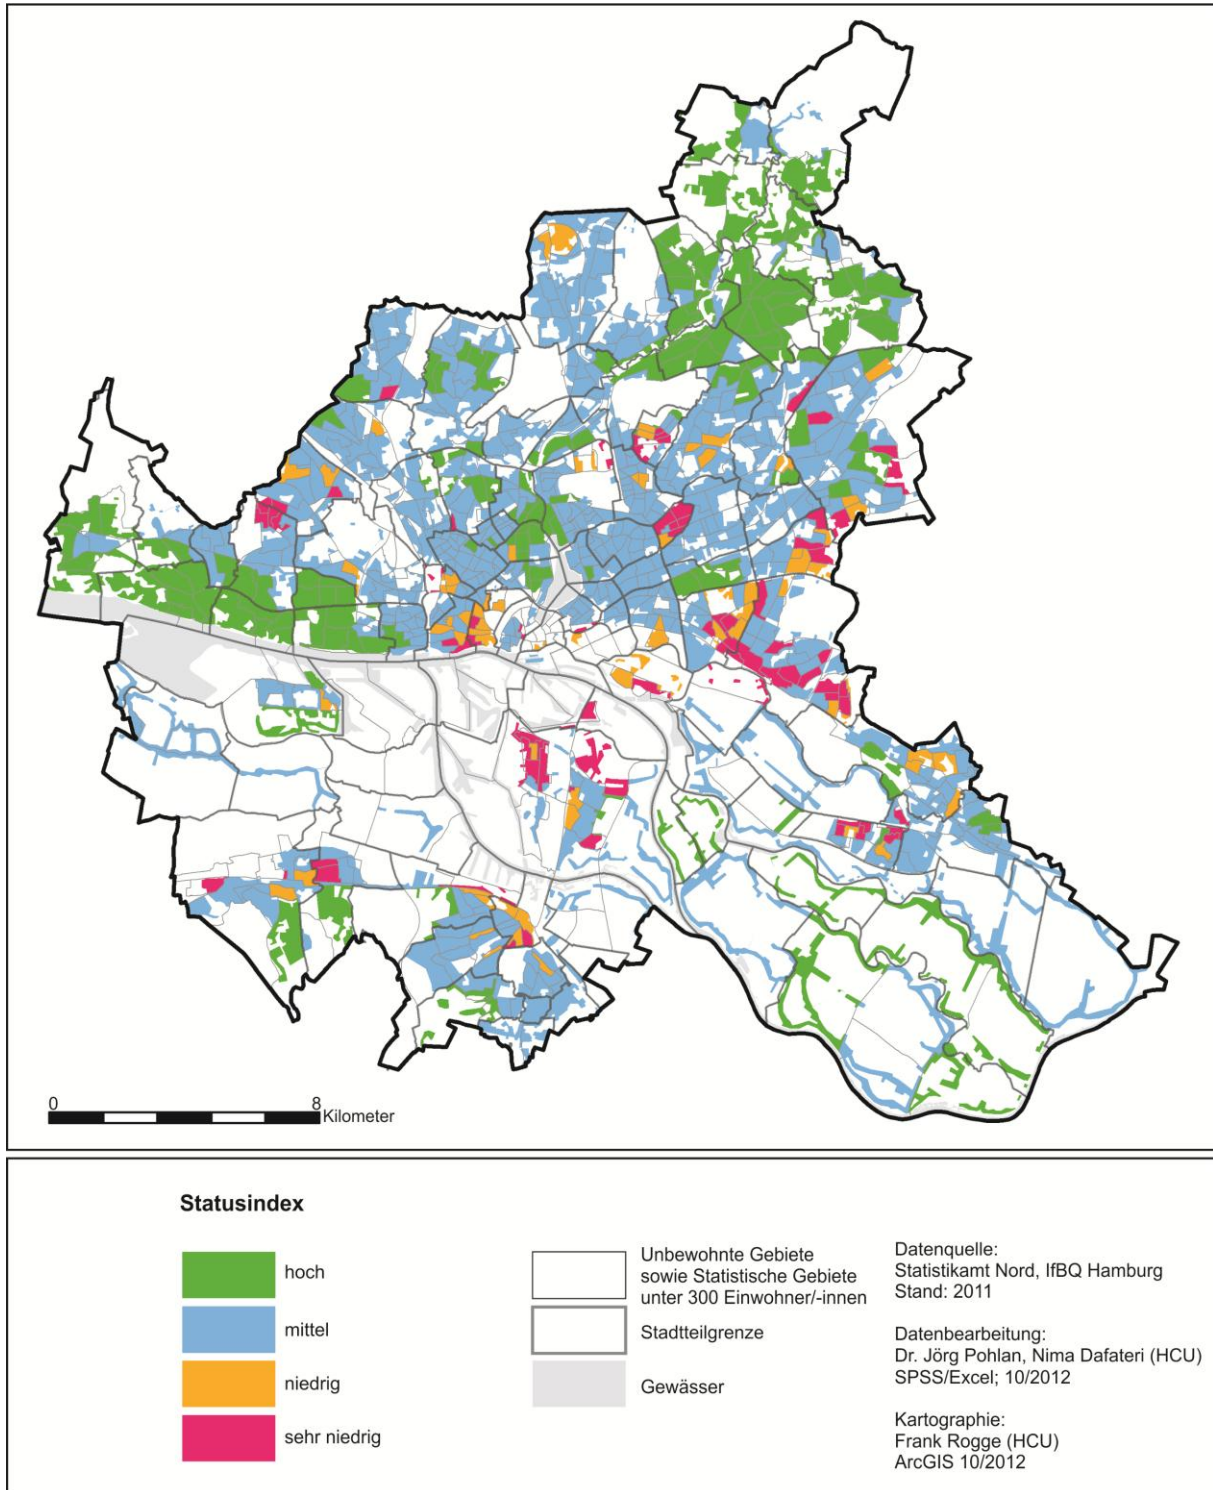 0 8
Kilometer
Statusindex
hoch
mittel
niedrig
sehr niedrig
Unbewohnte Gebiete
sowie Statistische Gebiete
unter 300 Einwohner/-innen
Stadtteilgrenze
Gewässer
Datenquelle:
Statistikamt Nord, IfBQ Hamburg
Stand: 2011
Datenbearbeitung:
Dr. Jörg Pohlan, Nima Dafateri (HCU)
SPSS/Excel; 10/2012
Kartographie:
Frank Rogge (HCU)
ArcGIS 10/2012